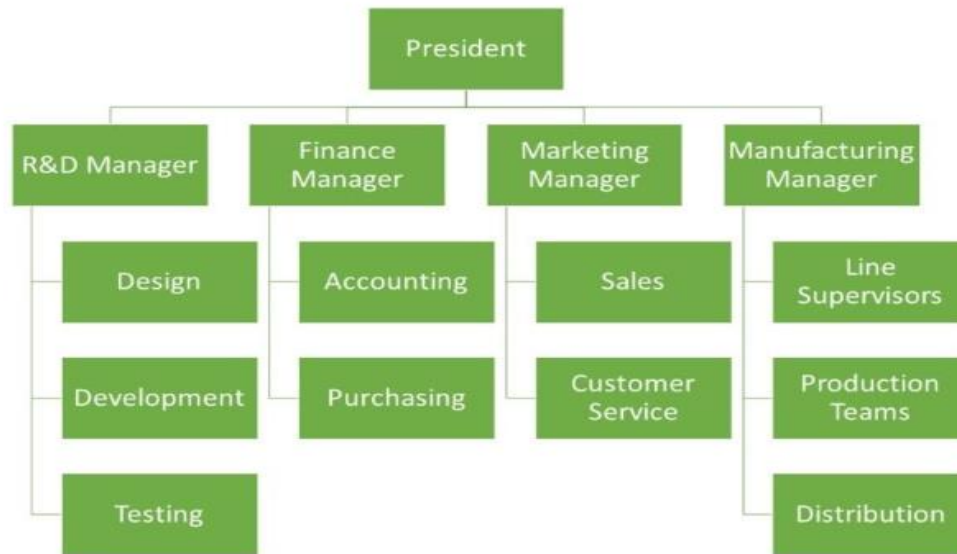 President
R&D Manager
Finance
Manager
Marketing
Manager
Manufacturing
Manager
Design
Accounting
Sales
Line
Supervisors
Development
Purchasing
Customer
Service
Production
Teams
Testing
Distribution